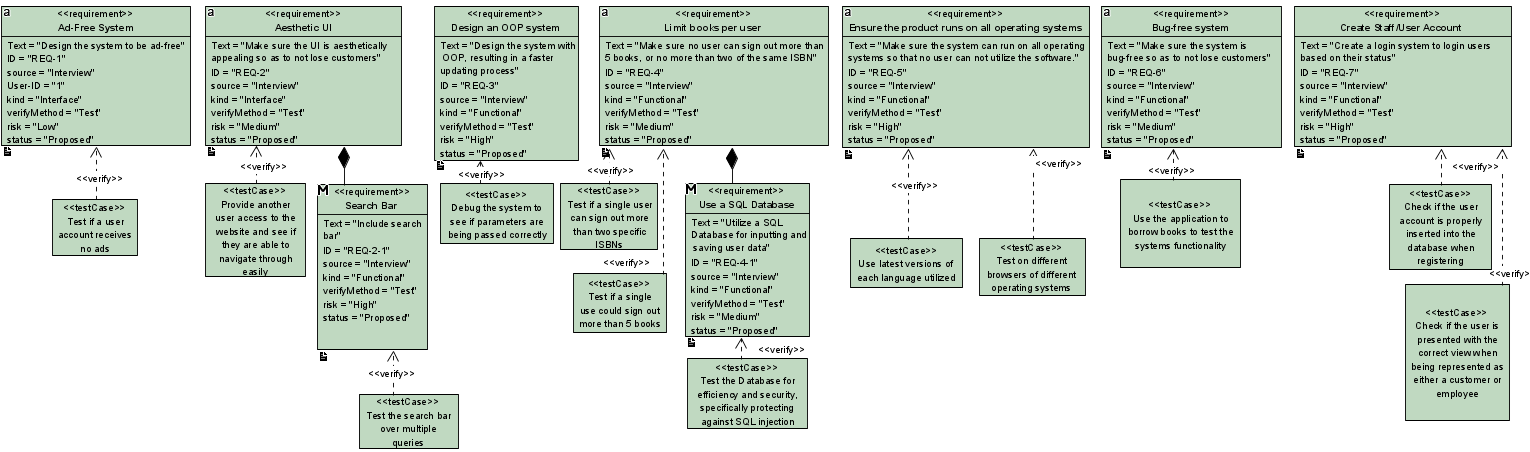 a
<<requirement>>
Ad-Free System
Text = "Design the system to be ad-free"
ID = "REQ-1"
source = "Interview"
User-ID = "1"
kind = "Interface"
verifyMethod = "Test"
risk = "Low"
status = "Proposed"
<<verify>>
<<testCase>>
Test if a user
account receives
no ads
a
<<requirement>>
Aesthetic UI
Text = "Make sure the UI is aesthetically
appealing so as to not lose customers"
ID = "REQ-2"
source = "Interview"
kind = "Interface"
verifyMethod = "Test"
risk = "Medium"
status = "Proposed"
<<verify>>
<<testCase>>
Provide another
user access to the
website and see if
they are able to
navigate through
easily
M
<<requirement>>
Search Bar
Text = "Include search
bar"
ID = "REQ-2-1"
source = "Interview"
kind = "Functional"
verifyMethod = "Test"
risk = "High"
status = "Proposed"
<<verify>>
<<testCase>>
Test the search bar
over multiple
queries
<<requirement>>
Design an OOP system
Text = "Design the system with
OOP, resulting in a faster
updating process"
ID = "REQ-3"
source = "Interview"
kind = "Functional"
verifyMethod = "Test"
risk = "High"
status = "Proposed"
<<verify>>
<<testCase>>
Debug the system to
see if parameters are
being passed correctly
a
<<requirement>>
Limit books per user
Text = "Make sure no user can sign out more than
5 books, or no more than two of the same ISBN"
ID = "REQ-4"
source = "Interview"
kind = "Functional"
verifyMethod = "Test"
risk = "Medium"
status = "Proposed"
<<verify>>
<<testCase>>
Test if a single user
can sign out more
than two specific
ISBNs
<<verify>>
<<testCase>>
Test if a single
use could sign out
more than 5 books
M
<<requirement>>
Use a SQL Database
Text = "Utilize a SQL
Database for inputting and
saving user data"
ID = "REQ-4-1"
source = "Interview"
kind = "Functional"
verifyMethod = "Test"
risk = "Medium"
status = "Proposed"
<<verify>>
<<testCase>>
Test the Database for
efficiency and security,
specifically protecting
against SQL injection
a
<<requirement>>
Ensure the product runs on all operating systems
Text = "Make sure the system can run on all operating
systems so that no user can not utilize the software."
ID = "REQ-5"
source = "Interview"
kind = "Functional"
verifyMethod = "Test"
risk = "High"
status = "Proposed"
<<verify>>
<<testCase>>
Use latest versions of
each language utilized
<<verify>>
<<testCase>>
Test on different
browsers of different
operating systems
a
<<requirement>>
Bug-free system
Text = "Make sure the system is
bug-free so as to not lose customers"
ID = "REQ-6"
source = "Interview"
kind = "Functional"
verifyMethod = "Test"
risk = "Medium"
status = "Proposed"
<<verify>>
<<testCase>>
Use the application to
borrow books to test the
systems functionality
a
<<requirement>>
Create Staff/User Account
Text = "Create a login system to login users
based on their status"
ID = "REQ-7"
source = "Interview"
kind = "Functional"
verifyMethod = "Test"
risk = "High"
status = "Proposed"
<<verify>>
<<testCase>>
Check if the user
account is properly
inserted into the
database when
registering
<<verify>>
<<testCase>>
Check if the user is
presented with the
correct view when
being represented as
either a customer or
employee